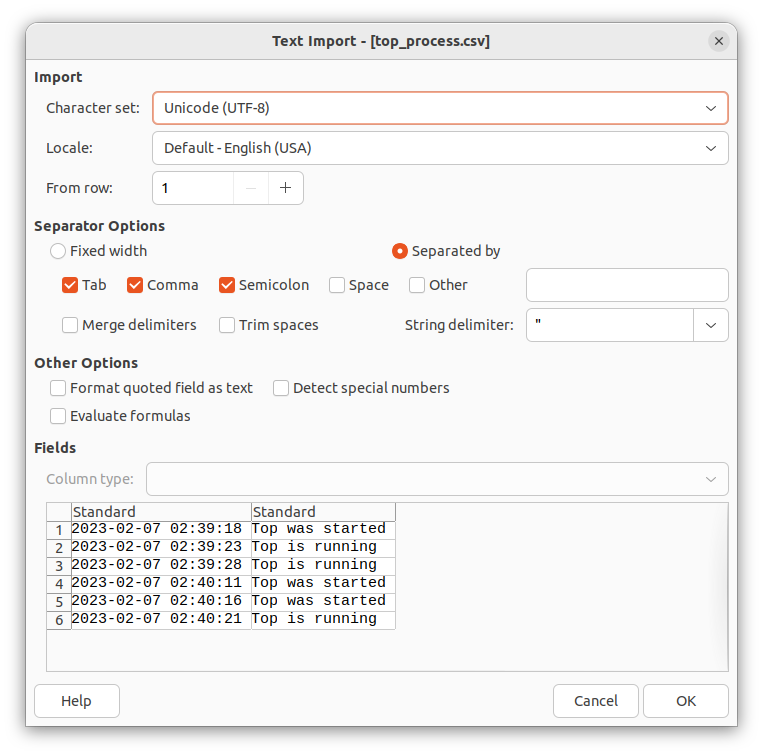 Text Import - [top_process.csv]
Import
Character set: Unicode (UTF-8)
Locale: Default - English (USA)
From row: 1
Separator Options
Fixed width Separated by
Tab Comma Semicolon Space Other
Merge delimiters Trim spaces String delimiter: "
Other Options
Format quoted field as text Detect special numbers
Evaluate formulas
Fields
Column type:
Standard Standard
1 2023-02-07 02:39:18 Top was started
2 2023-02-07 02:39:23 Top is running
3 2023-02-07 02:39:28 Top is running
4 2023-02-07 02:40:11 Top was started
5 2023-02-07 02:40:16 Top was started
6 2023-02-07 02:40:21 Top is running
Help Cancel OK